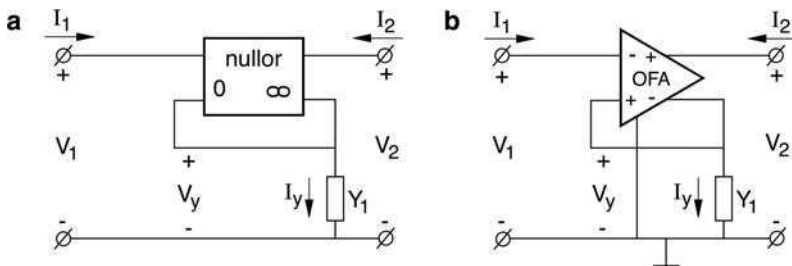 a
I1
I2
nullor
0 ∞
+ +
V1
V2
+
Vy
-
Iy
Y1
- -
b
I1
I2
- +
OFA
+ -
+ +
V1
V2
+
Vy
-
Iy
Y1
- -